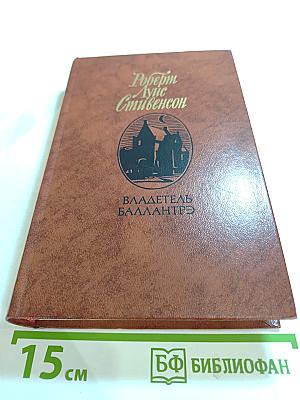 Роберт
Луис
Стивенсон
ВЛАДЕТЕЛЬ
БАЛЛАНТРЭ
15 см
БФ БИБЛИОФАН